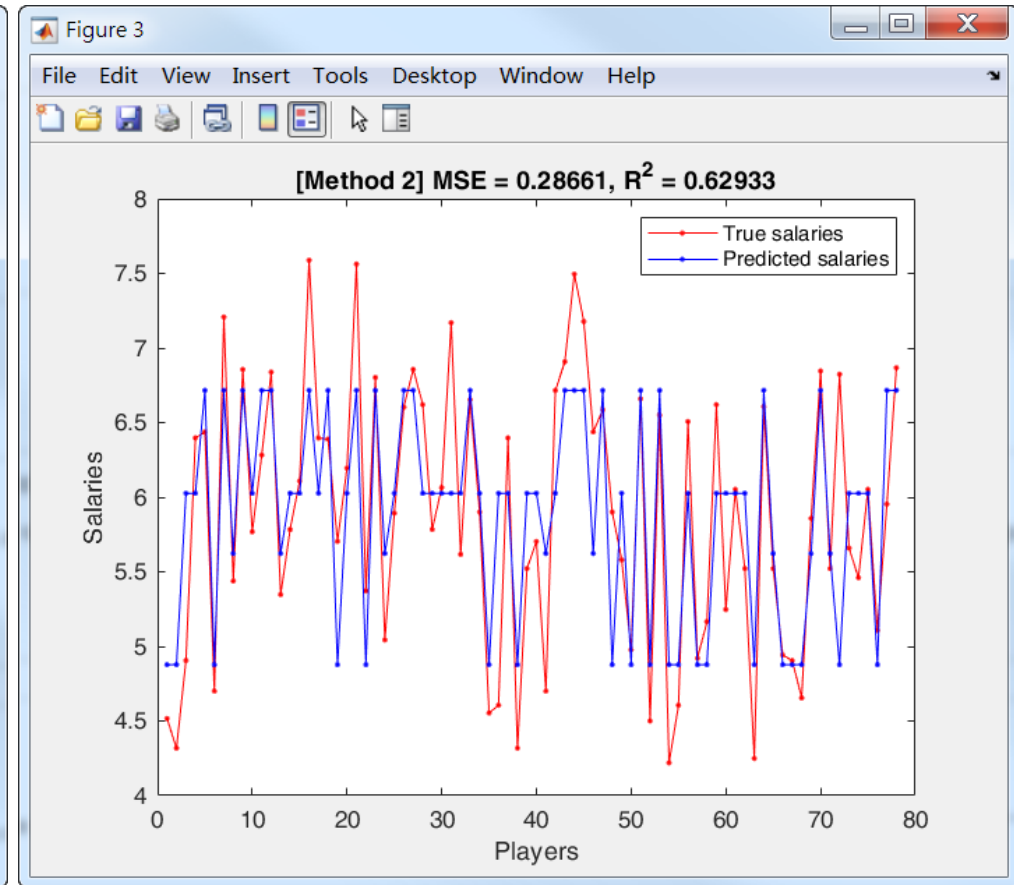 Figure 3
File Edit View Insert Tools Desktop Window Help
[Method 2] MSE = 0.28661, R² = 0.62933
True salaries
Predicted salaries
8
7.5
7
6.5
6
5.5
5
4.5
4
Salaries
0 10 20 30 40 50 60 70 80
Players